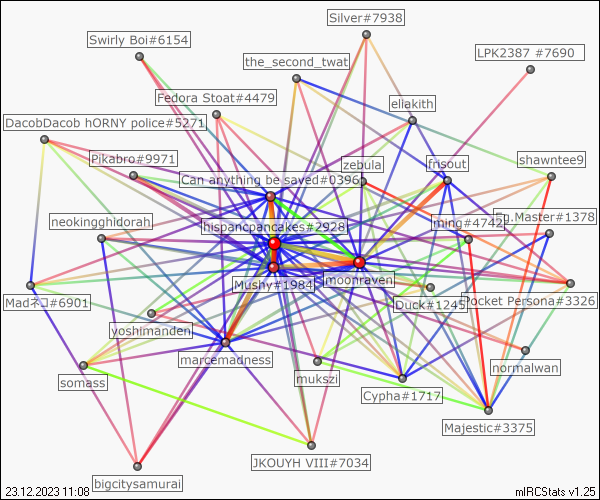 Silver#7938
Swirly Boi#6154
LPK2387 #7690
the_second_twat
Fedora Stoat#4479
eliakith
DacobDacob hORNY police#5271
Pikabro#9971
zebula
frisout
shawntee9
Can anything be saved#0396
neokingghidorah
hispancpancakes#2928
ming#4742
Eg.Master#1378
Mushy#1984
moonraven
Madネコ#6901
Duck#1245
Pocket Persona#3326
yoshimanden
marcemadness
normalwan
somass
mukszi
Cypha#1717
Majestic#3375
JKOUYH VIII#7034
bigcitysamurai
23.12.2023 11:08
mIRCStats v1.25